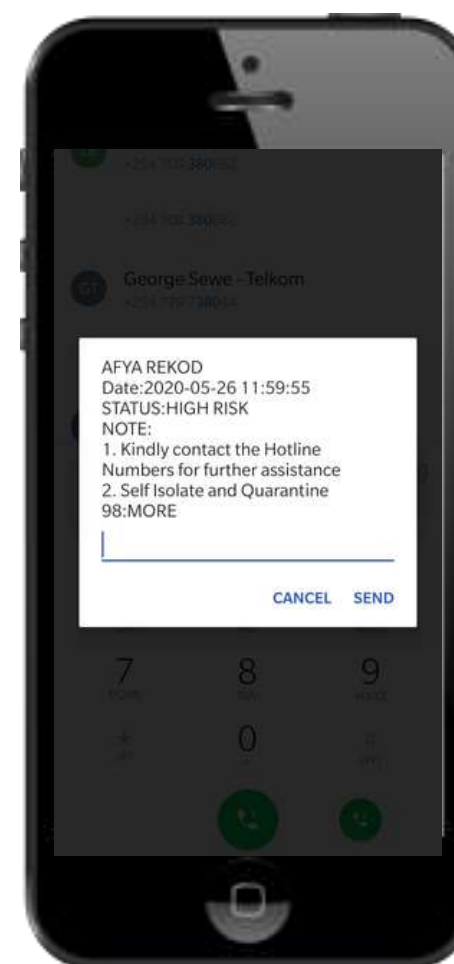 George Sewe - Telkom
AFYA REKOD
Date:2020-05-26 11:59:55
STATUS:HIGH RISK
NOTE:
1. Kindly contact the Hotline
Numbers for further assistance
2. Self Isolate and Quarantine
98:MORE
CANCEL SEND
7 8 9
0